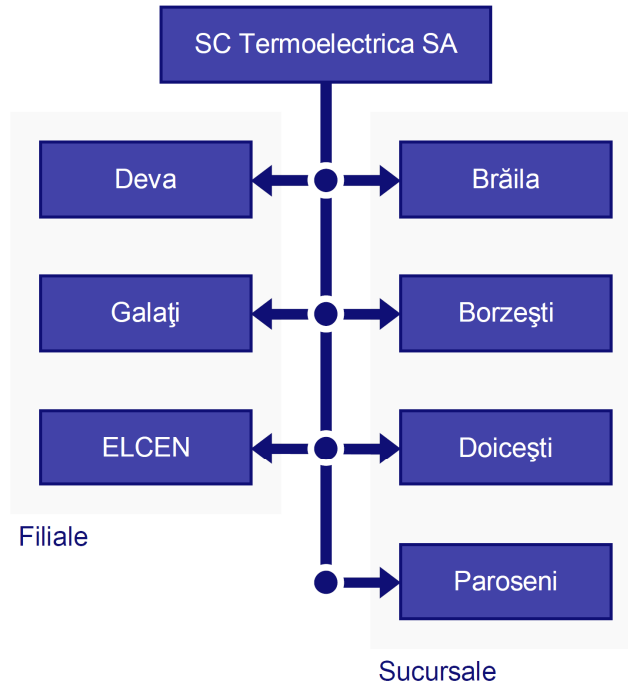 SC Termoelectrica SA
Deva
Brăila
Galaţi
Borzeşti
ELCEN
Doiceşti
Filiale
Paroseni
Sucursale